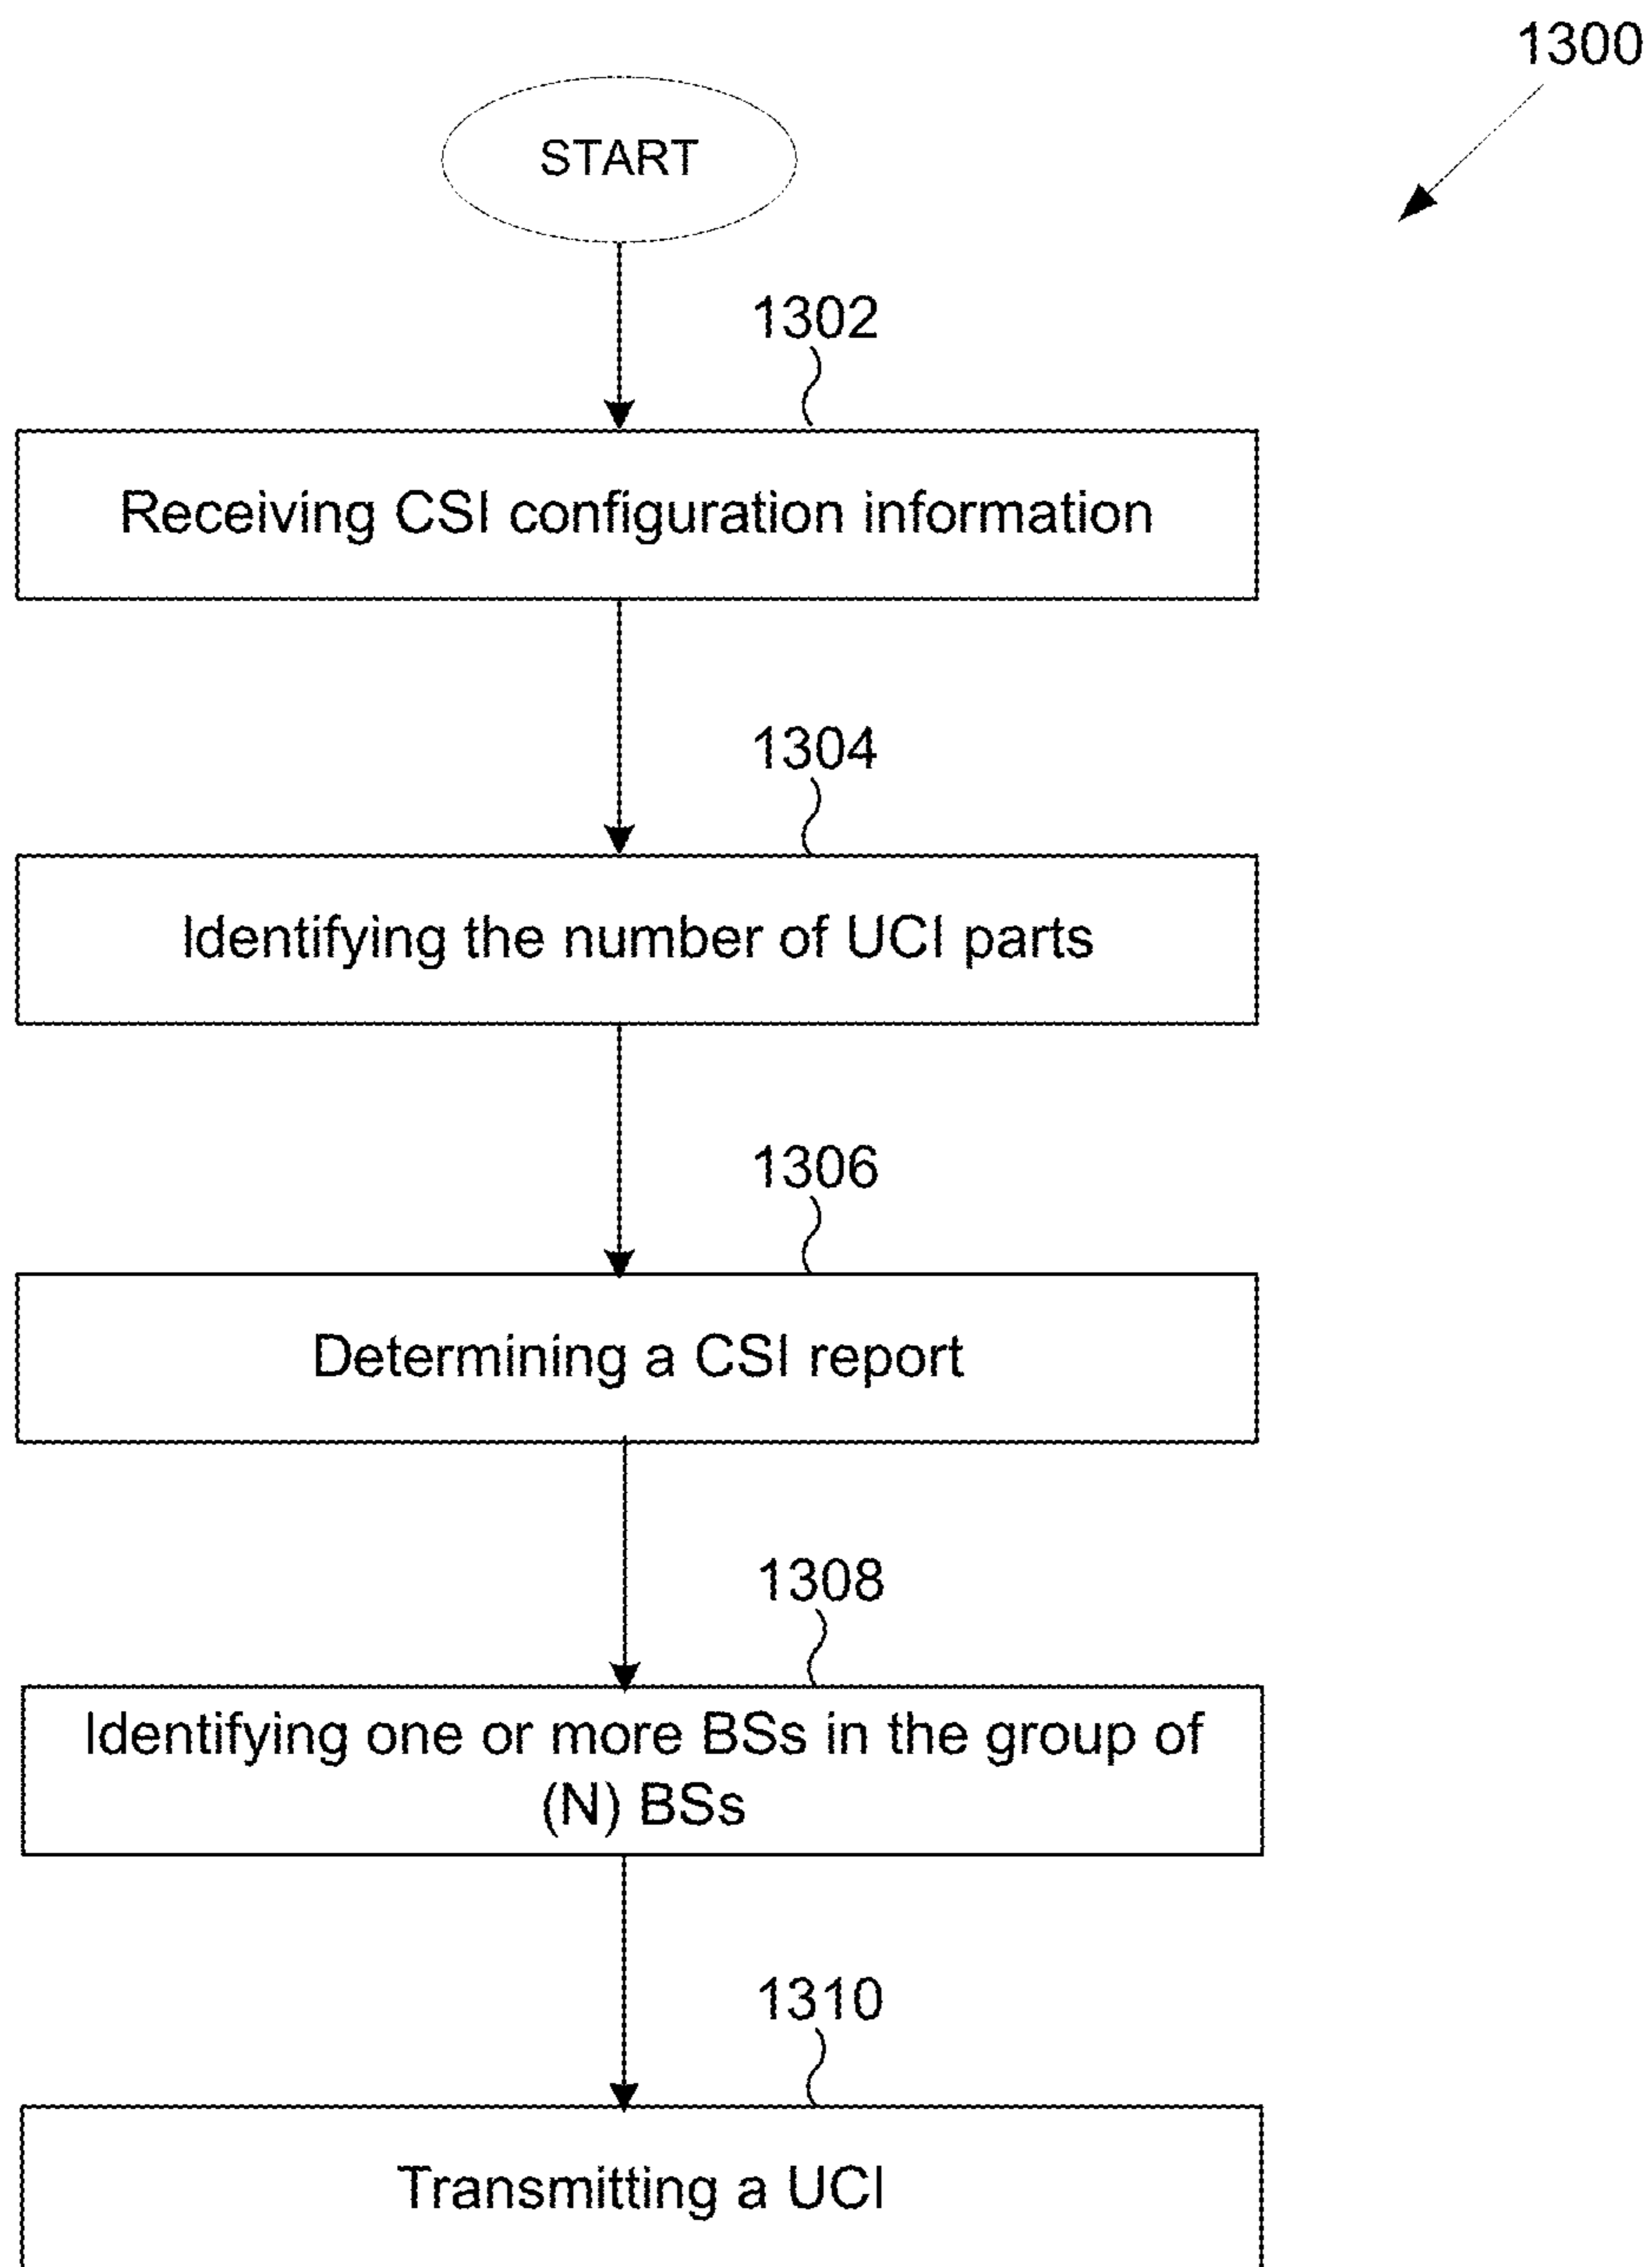 1300
START
1302
Receiving CSI configuration information
1304
Identifying the number of UCI parts
1306
Determining a CSI report
1308
Identifying one or more BSs in the group of
(N) BSs
1310
Transmitting a UCI